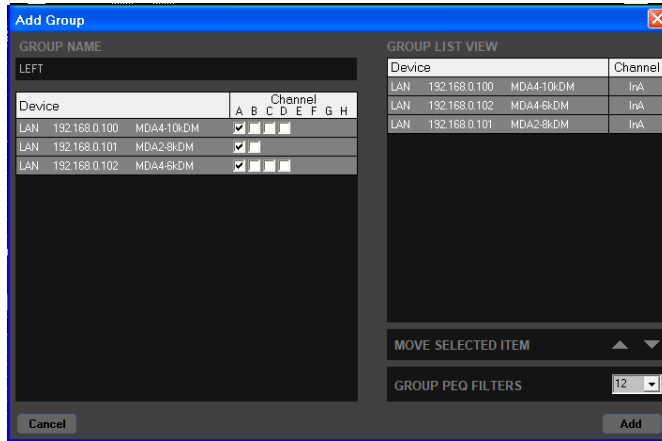 Add Group
GROUP NAME
LEFT
Device Channel
A B C D E F G H
LAN 192.168.0.100 MDA4-10kDM
LAN 192.168.0.101 MDA2-8kDM
LAN 192.168.0.102 MDA4-6kDM
Cancel
GROUP LIST VIEW
Device Channel
LAN 192.168.0.100 MDA4-10kDM InA
LAN 192.168.0.102 MDA4-6kDM InA
LAN 192.168.0.101 MDA2-8kDM InA
MOVE SELECTED ITEM
GROUP PEQ FILTERS 12
Add